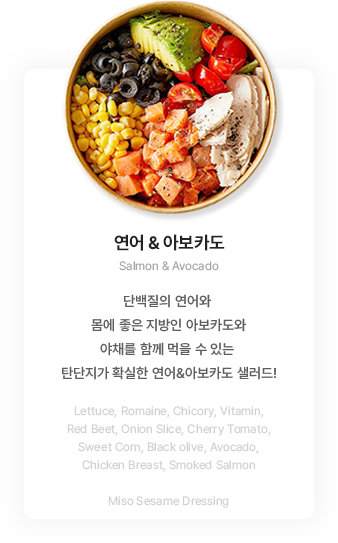 연어 & 아보카도
Salmon & Avocado
단백질의 연어와
몸에 좋은 지방인 아보카도와
야채를 함께 먹을 수 있는
탄단지가 확실한 연어&아보카도 샐러드!
Lettuce, Romaine, Chicory, Vitamin,
Red Beet, Onion Slice, Cherry Tomato,
Sweet Corn, Black olive, Avocado,
Chicken Breast, Smoked Salmon
Miso Sesame Dressing